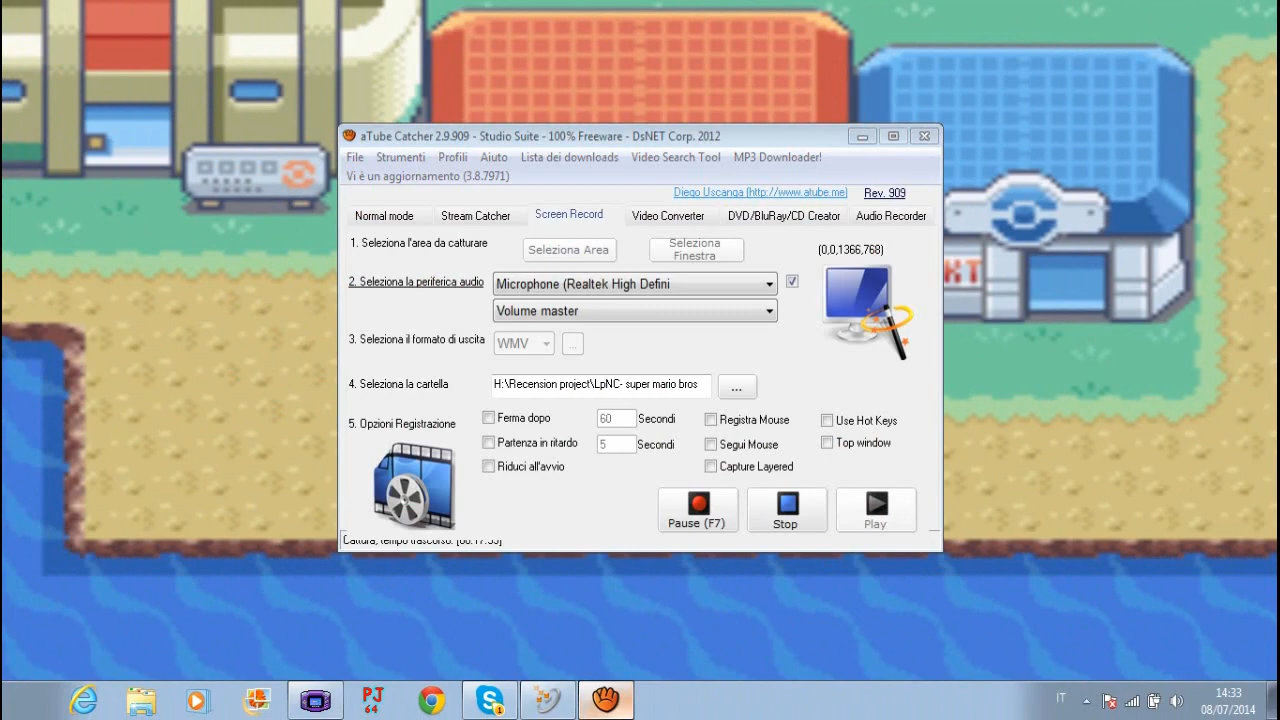 aTube Catcher 2.9.909 - Studio Suite - 100% Freeware - DsNET Corp. 2012
File Strumenti Profili Aiuto Lista dei downloads Video Search Tool MP3 Downloader!
Vi è un aggiornamento (3.8.7971)
Diego Uscanga (http://www.atube.me) Rev. 909
Normal mode Stream Catcher Screen Record Video Converter DVD/BluRay/CD Creator Audio Recorder
1. Seleziona l'area da catturare Seleziona Area Seleziona Finestra (0,0,1366,768)
2. Seleziona la periferica audio Microphone (Realtek High Defini
Volume master
3. Seleziona il formato di uscita WMV ...
4. Seleziona la cartella H:\Recension project\LpNC- super mario bros ...
5. Opzioni Registrazione
Ferma dopo 60 Secondi Registra Mouse Use Hot Keys
Partenza in ritardo 5 Secondi Segui Mouse Top window
Riduci all'avvio Capture Layered
Pause (F7) Stop Play
Cattura, tempo trascorso:
KT
PJ
64
1
IT
14:33
08/07/2014